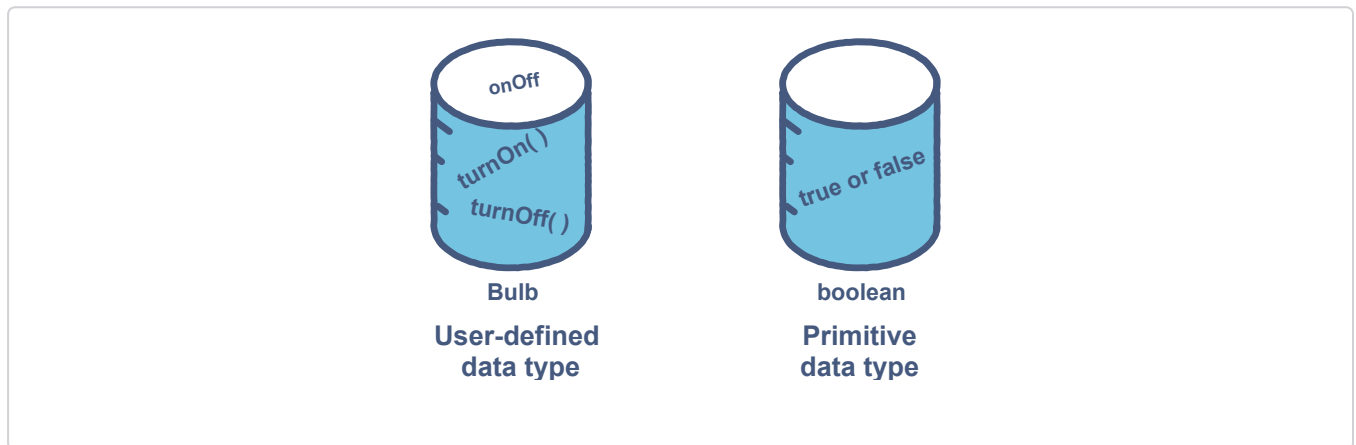 onOff
turnOn( )
turnOff( )
true or false
Bulb
boolean
User-defined
data type
Primitive
data type